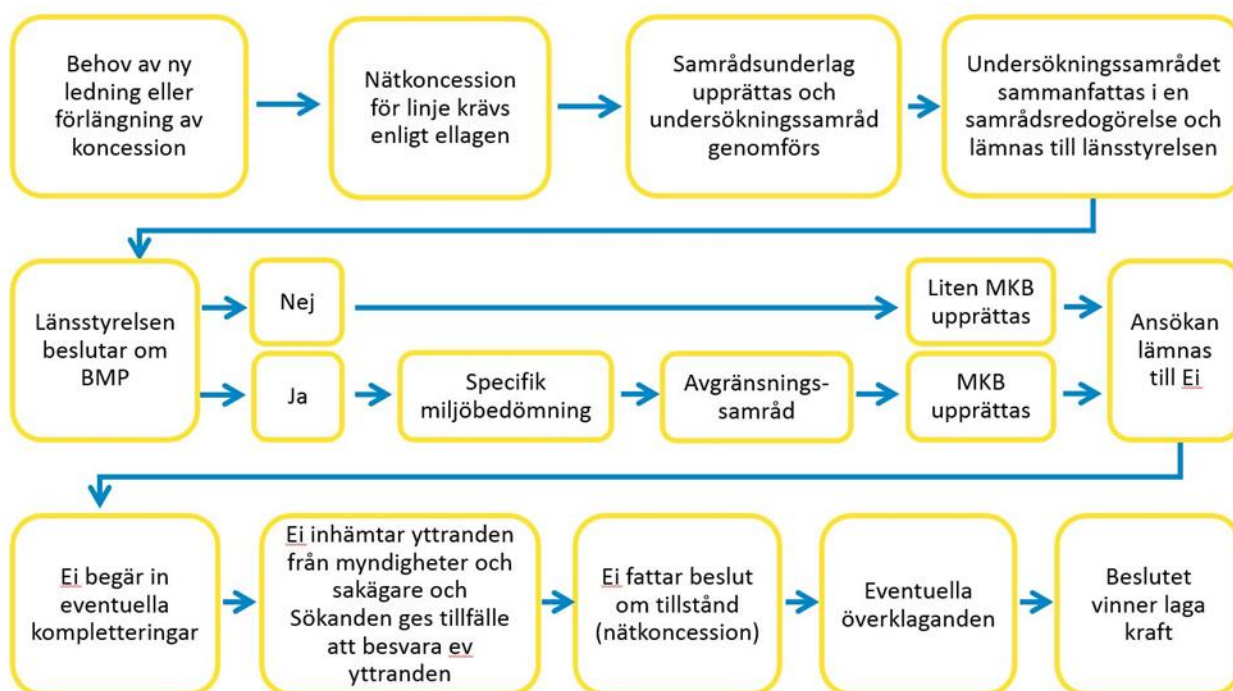 Behov av ny
ledning eller
förlängning av
koncession
Nätkoncession
för linje krävs
enligt ellagen
Samrådsunderlag
upprättas och
undersökningssamråd
genomförs
Undersökningssamrådet
sammanfattas i en
samrådsredogörelse och
lämnas till länsstyrelsen
Länsstyrelsen
beslutar om
BMP
Nej
Liten MKB
upprättas
Ja
Specifik
miljöbedömning
Avgränsnings-
samråd
MKB
upprättas
Ansökan
lämnas
till Ei
Ei begär in
eventuella
kompletteringar
Ei inhämtar yttranden
från myndigheter och
sakägare och
Sökanden ges tillfälle
att besvara ev
yttranden
Ei fattar beslut
om tillstånd
(nätkoncession)
Eventuella
överklaganden
Beslutet
vinner laga
kraft